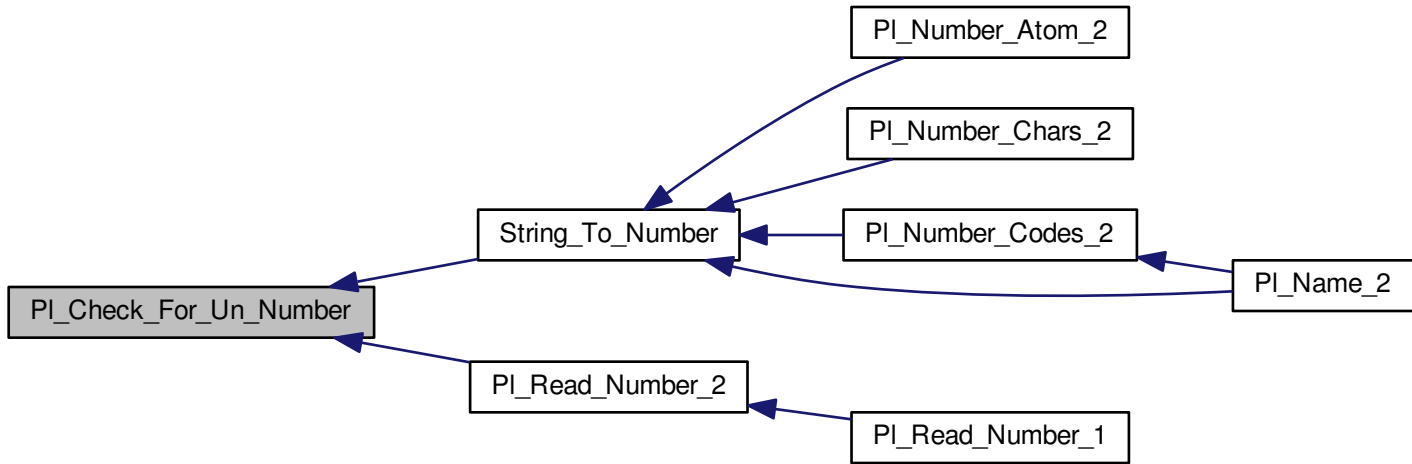 Pl_Number_Atom_2
Pl_Number_Chars_2
String_To_Number
Pl_Number_Codes_2
Pl_Name_2
Pl_Check_For_Un_Number
Pl_Read_Number_2
Pl_Read_Number_1